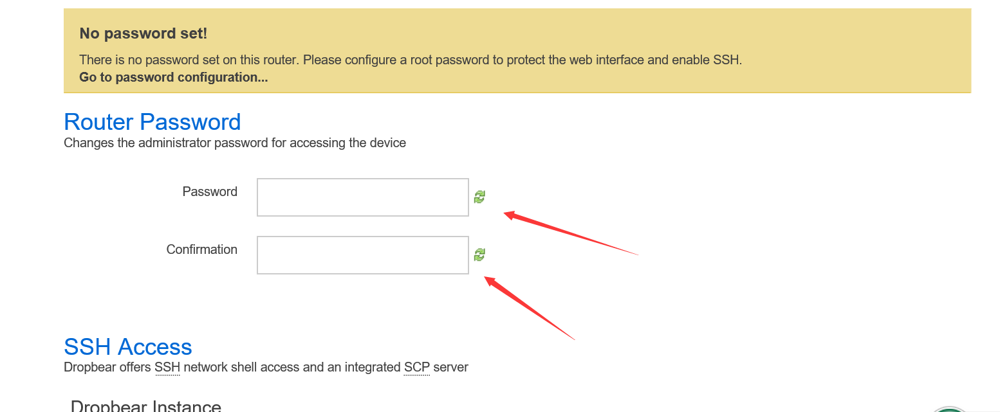 No password set!
There is no password set on this router. Please configure a root password to protect the web interface and enable SSH.
Go to password configuration...
Router Password
Changes the administrator password for accessing the device
Password
Confirmation
SSH Access
Dropbear offers SSH network shell access and an integrated SCP server
Dropbear Instance